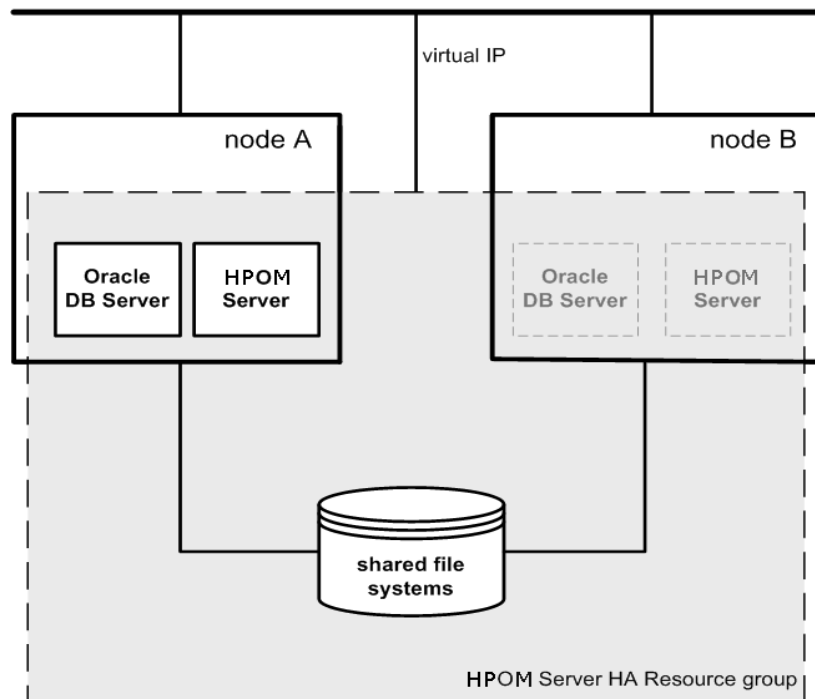 virtual IP
node A
node B
Oracle
DB Server
HPOM
Server
Oracle
DB Server
HPOM
Server
shared file
systems
HPOM Server HA Resource group